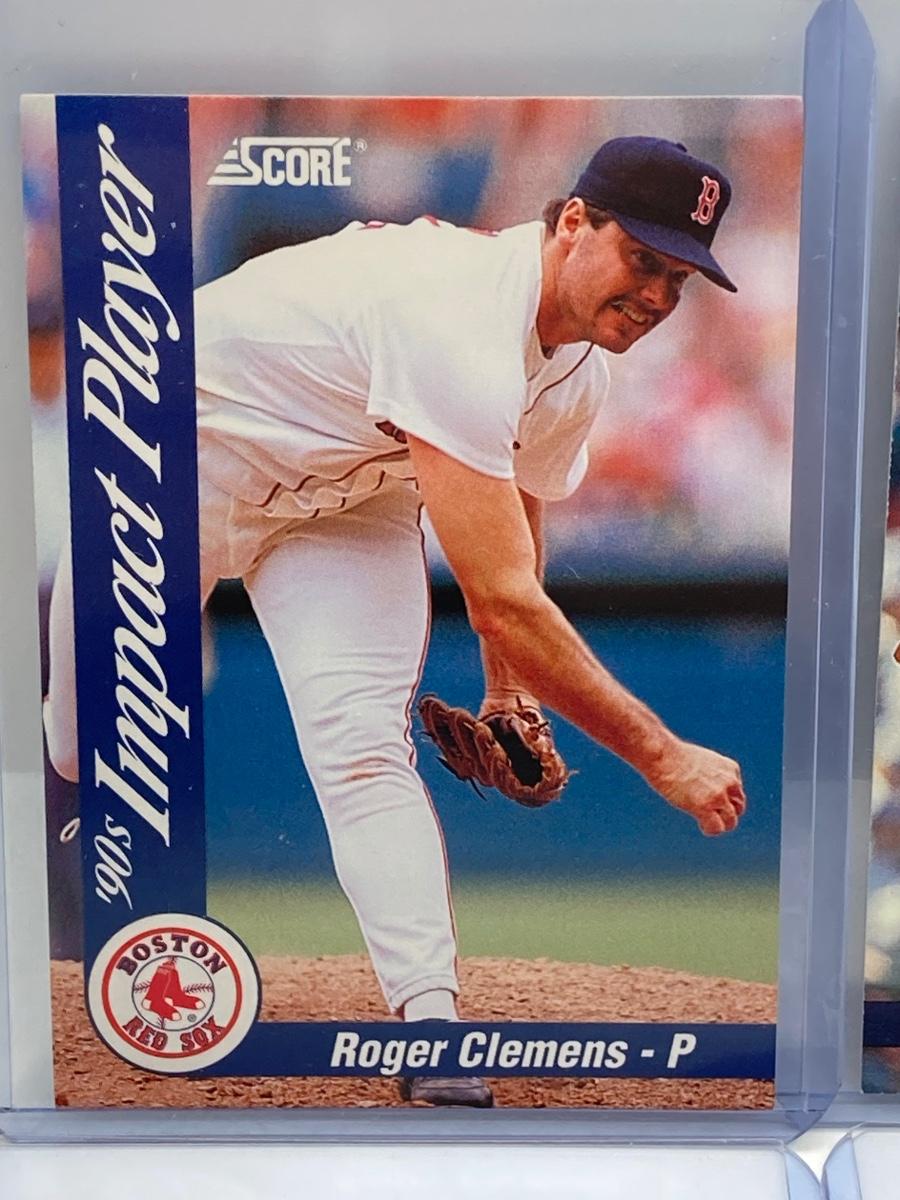 SCORE®
'90s Impact Player
B
BOSTON
RED SOX
®
Roger Clemens - P